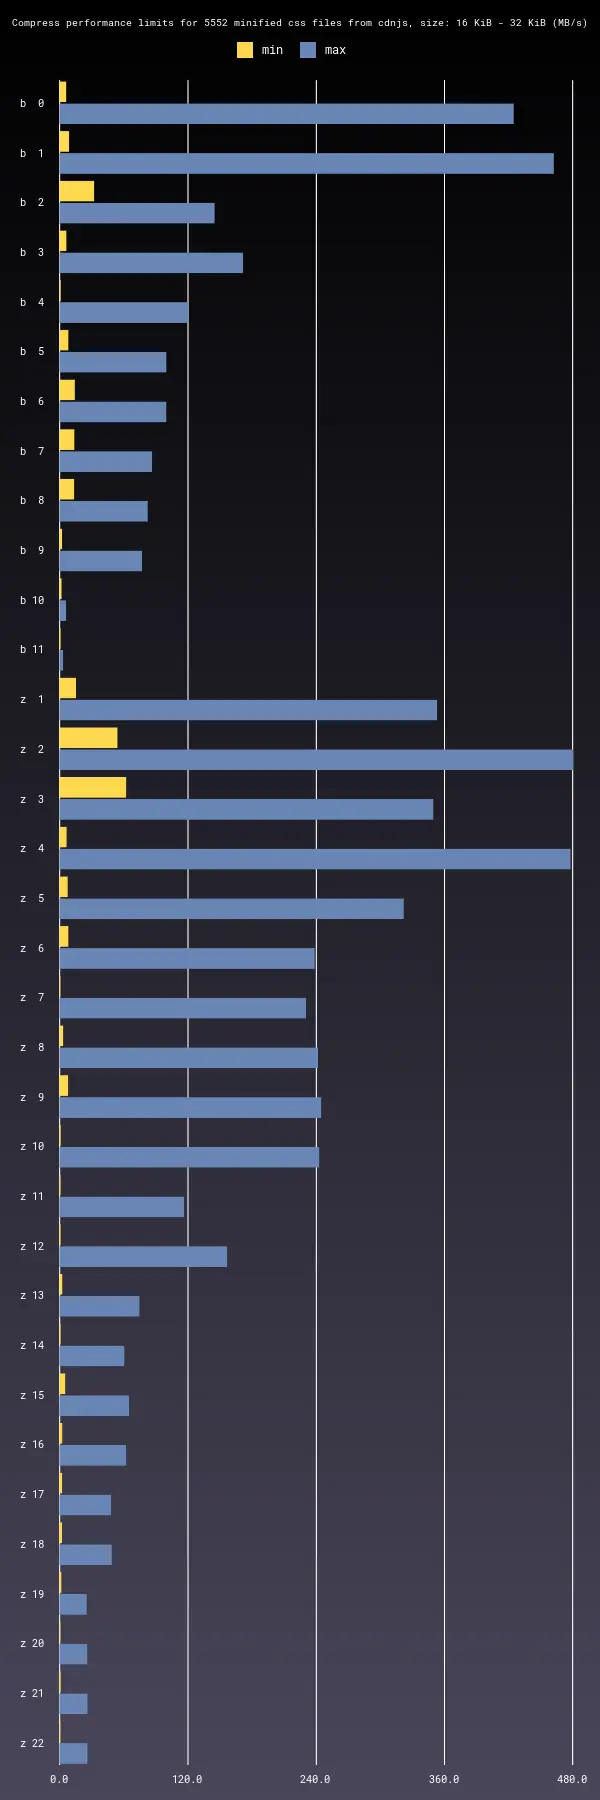 Compress performance limits for 5552 minified css files from cdnjs, size: 16 KiB - 32 KiB (MB/s)
min max
b 0
b 1
b 2
b 3
b 4
b 5
b 6
b 7
b 8
b 9
b 10
b 11
z 1
z 2
z 3
z 4
z 5
z 6
z 7
z 8
z 9
z 10
z 11
z 12
z 13
z 14
z 15
z 16
z 17
z 18
z 19
z 20
z 21
z 22
0.0 120.0 240.0 360.0 480.0